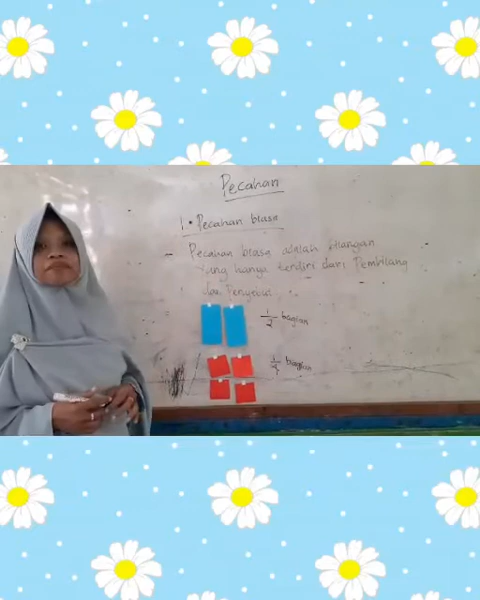 Pecahan
1. Pecahan biasa
- Pecahan biasa adalah bilangan
yang hanya terdiri dari Pembilang
dan Penyebut.
1/2 bagian
1/4 bagian